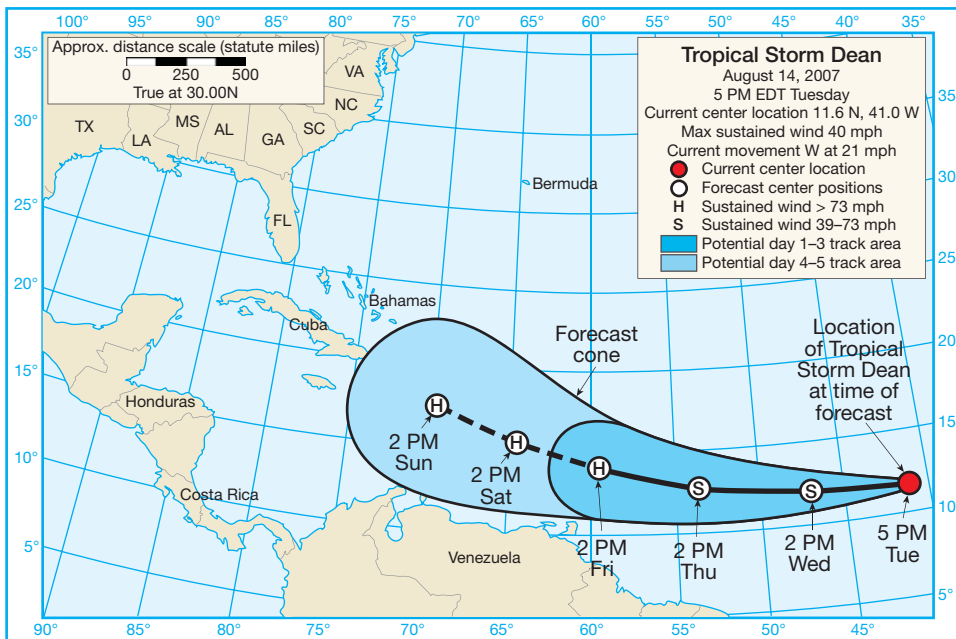 100° 95° 90° 85° 80° 75° 70° 65° 60° 55° 50° 45° 40° 35°
35°
30°
25°
20°
15°
10°
5°
Approx. distance scale (statute miles)
0 250 500
True at 30.00N
Tropical Storm Dean
August 14, 2007
5 PM EDT Tuesday
Current center location 11.6 N, 41.0 W
Max sustained wind 40 mph
Current movement W at 21 mph
Current center location
Forecast center positions
H Sustained wind > 73 mph
S Sustained wind 39–73 mph
Potential day 1–3 track area
Potential day 4–5 track area
35°
30°
25°
20°
15°
10°
5°
VA
NC
TX
LA
MS
AL
GA
SC
FL
Bermuda
Bahamas
Cuba
Honduras
Costa Rica
Venezuela
Forecast
cone
Location
of Tropical
Storm Dean
at time of
forecast
H
H
H
S
S
2 PM
Sun
2 PM
Sat
2 PM
Fri
2 PM
Thu
2 PM
Wed
5 PM
Tue
90° 85° 80° 75° 70° 65° 60° 55° 50° 45°